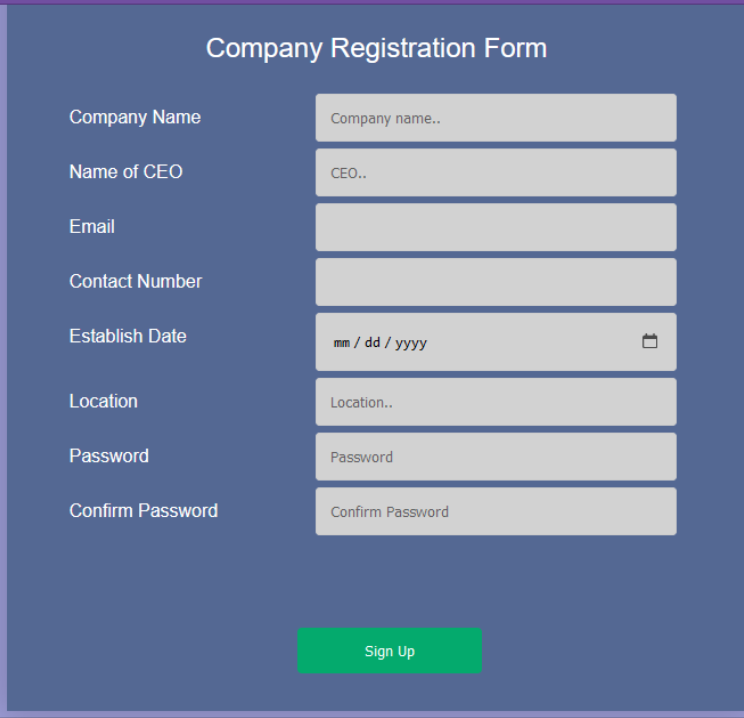 Company Registration Form
Company Name Company name..
Name of CEO CEO..
Email
Contact Number
Establish Date mm / dd / yyyy
Location Location..
Password Password
Confirm Password Confirm Password
Sign Up